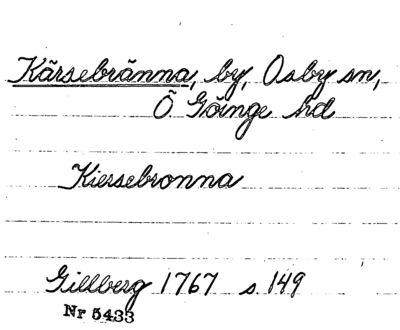 Kärsebränna, by, Osby sn,
Ö. Göinge hd
Kiersebronna
Gillberg 1767 s. 149
Nr 5433